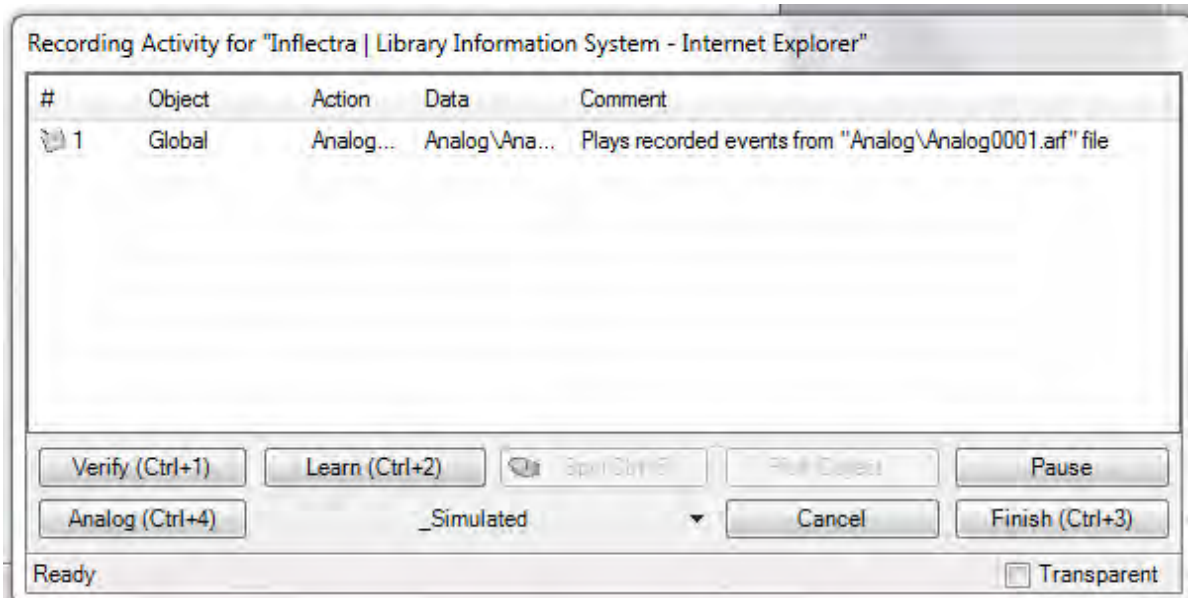 Recording Activity for "Inflectra | Library Information System - Internet Explorer"
# Object Action Data Comment
1 Global Analog... Analog\Ana... Plays recorded events from "Analog\Analog0001.arf" file
Verify (Ctrl+1) Learn (Ctrl+2) Pause
Analog (Ctrl+4) _Simulated Cancel Finish (Ctrl+3)
Ready Transparent